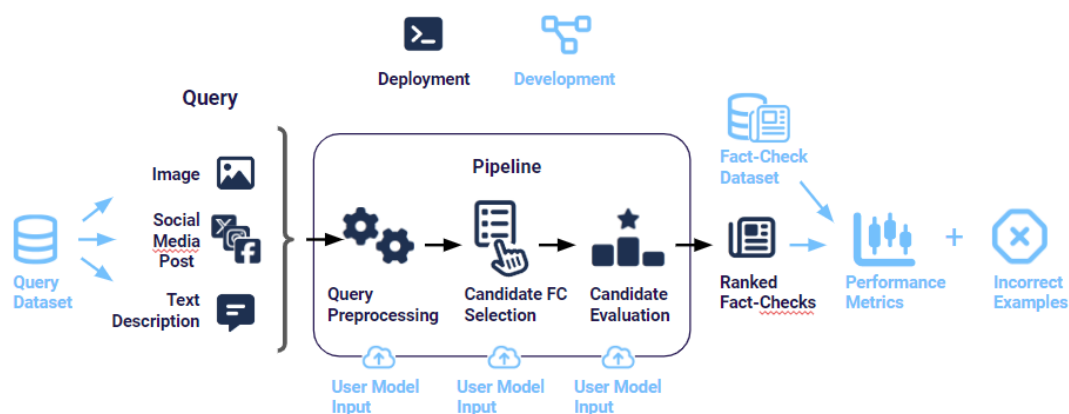 Deployment
Development
Query
Image
Social
Media
Post
Text
Description
Query
Dataset
Pipeline
Query
Preprocessing
Candidate FC
Selection
Candidate
Evaluation
User Model
Input
User Model
Input
User Model
Input
Fact-Check
Dataset
Ranked
Fact-Checks
Performance
Metrics
+
Incorrect
Examples